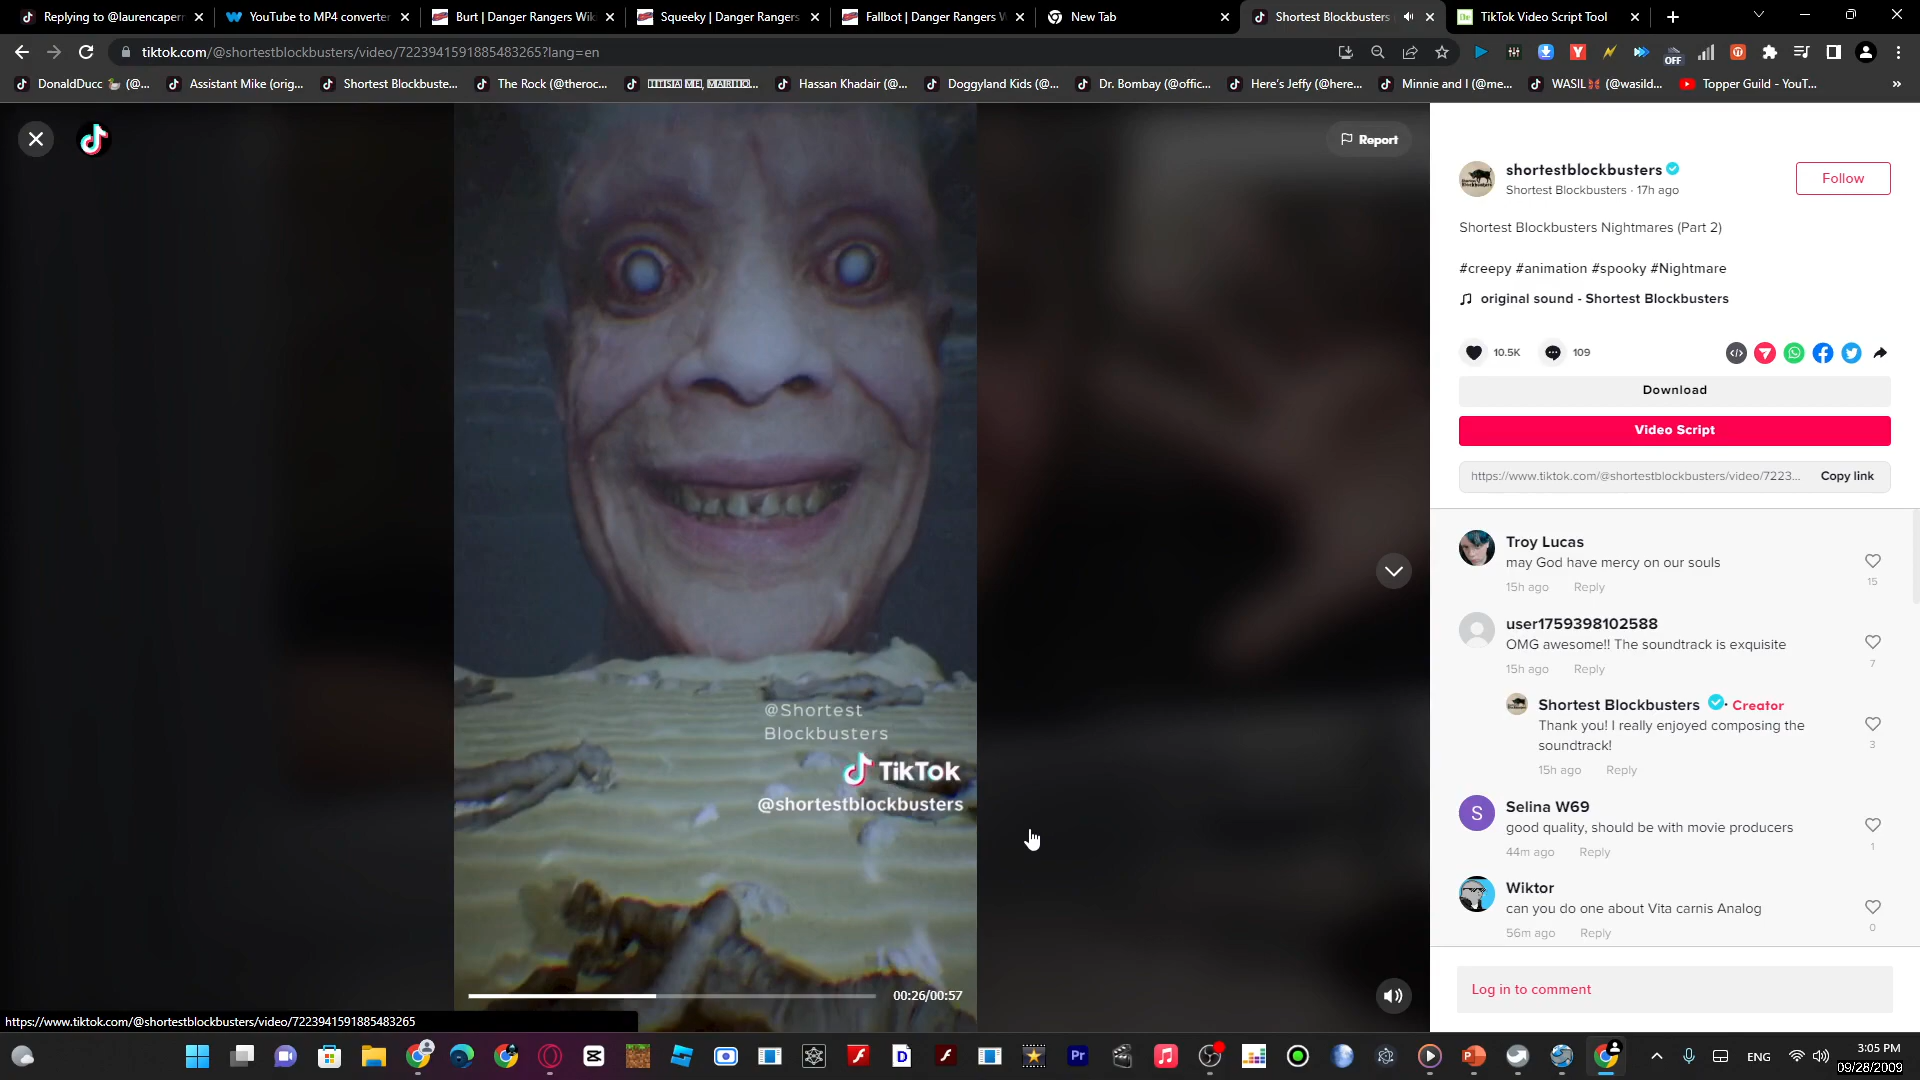 Replying to @laurencaperr
YouTube to MP4 converter
Burt | Danger Rangers Wik
Squeeky | Danger Rangers
Fallbot | Danger Rangers W
New Tab
Shortest Blockbusters
TikTok Video Script Tool
tiktok.com/@shortestblockbusters/video/7223941591885483265?lang=en
OFF
DonaldDucc 🦆 (@...
Assistant Mike (orig...
Shortest Blockbuste...
The Rock (@theroc...
Hassan Khadair (@...
Doggyland Kids (@...
Dr. Bombay (@offic...
Here's Jeffy (@here...
Minnie and I (@me...
WASIL (@wasild...
Topper Guild - YouT...
Report
shortestblockbusters
Shortest Blockbusters · 17h ago
Follow
Shortest Blockbusters Nightmares (Part 2)
#creepy #animation #spooky #Nightmare
original sound - Shortest Blockbusters
10.5K
109
Download
Video Script
https://www.tiktok.com/@shortestblockbusters/video/7223...
Copy link
Troy Lucas
may God have mercy on our souls
15h ago Reply
15
user1759398102588
OMG awesome!! The soundtrack is exquisite
15h ago Reply
7
Shortest Blockbusters · Creator
Thank you! I really enjoyed composing the
soundtrack!
15h ago Reply
3
S
Selina W69
good quality, should be with movie producers
44m ago Reply
1
Wiktor
can you do one about Vita carnis Analog
56m ago Reply
0
Log in to comment
@Shortest
Blockbusters
TikTok
@shortestblockbusters
00:26/00:57
https://www.tiktok.com/@shortestblockbusters/video/7223941591885483265
Pr
ENG
3:05 PM
09/28/2009